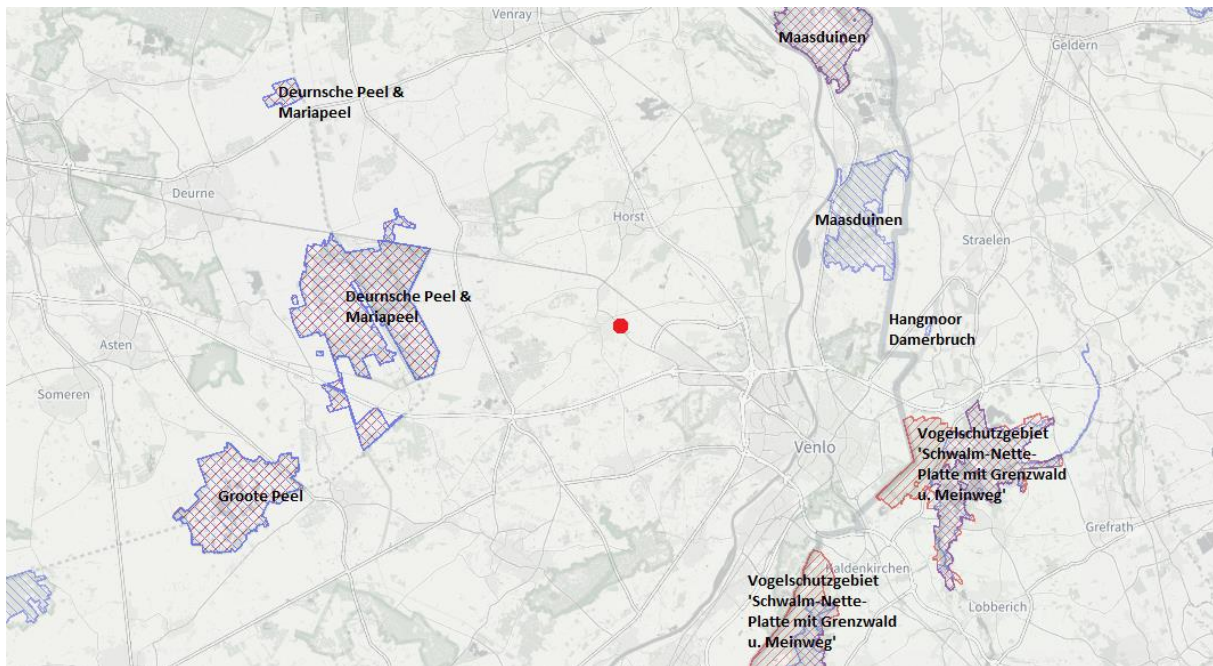 Venray
Maasduinen
Geldern
Deurnsche Peel &
Mariapeel
Deurne
Horst
Maasduinen
Straelen
Deurnsche Peel &
Mariapeel
Hangmoor
Damerbruch
Asten
Someren
Venlo
Vogelschutzgebiet
'Schwalm-Nette-
Platte mit Grenzwald
u. Meinweg'
Groote Peel
Grefrath
Kaldenkirchen
Vogelschutzgebiet
'Schwalm-Nette-
Platte mit Grenzwald
u. Meinweg'
Lobberich